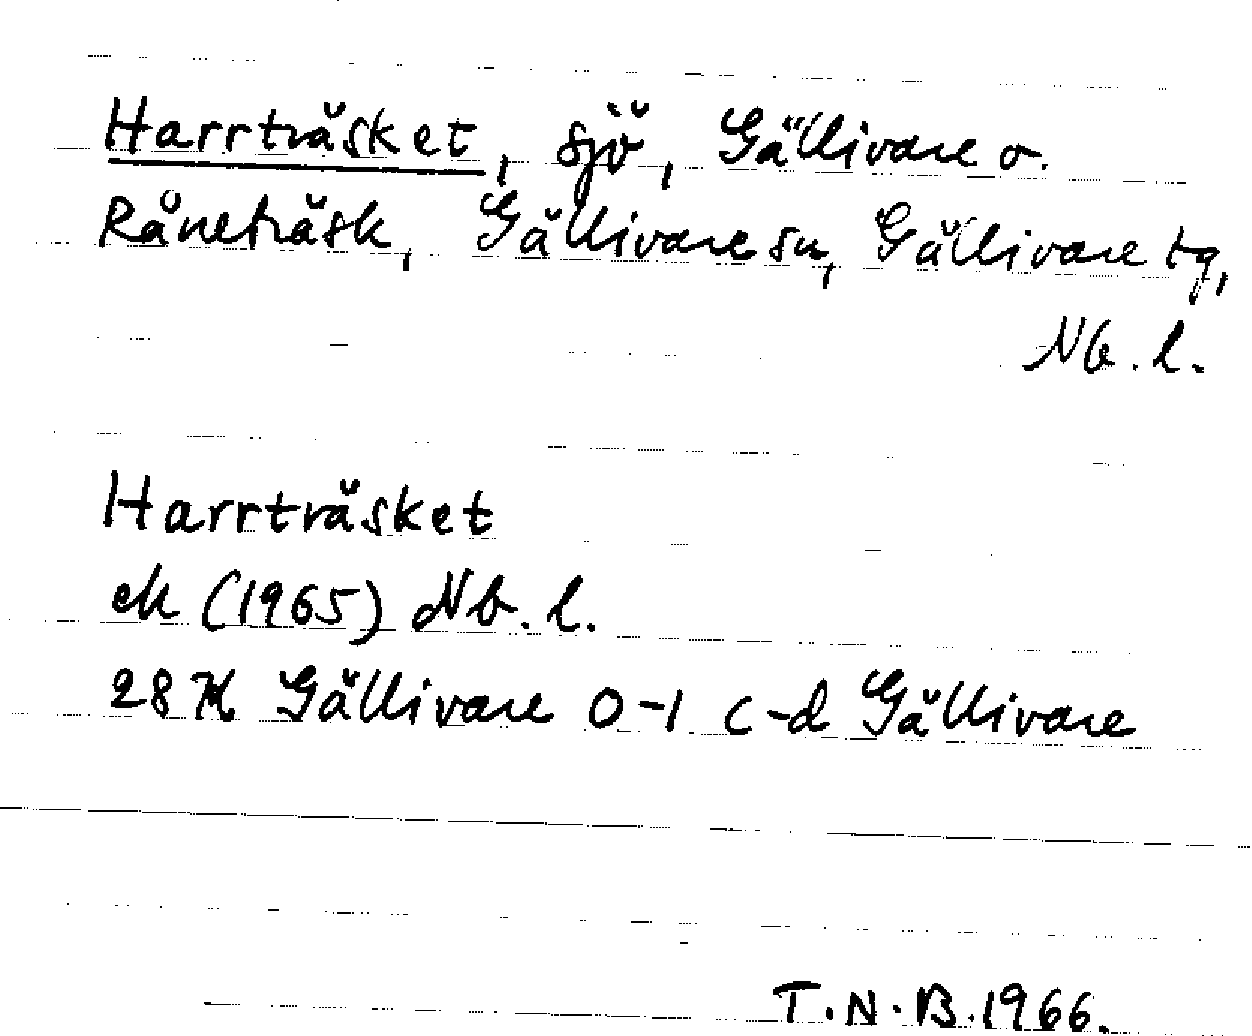 Harrträsket, sjö, Gällivare o.
Råneträsk, Gällivare sn, Gällivare tg,
Nb. l.
Harrträsket
ek (1965) Nb. l.
28 K Gällivare 0-1 c-d Gällivare
T.N.B. 1966.